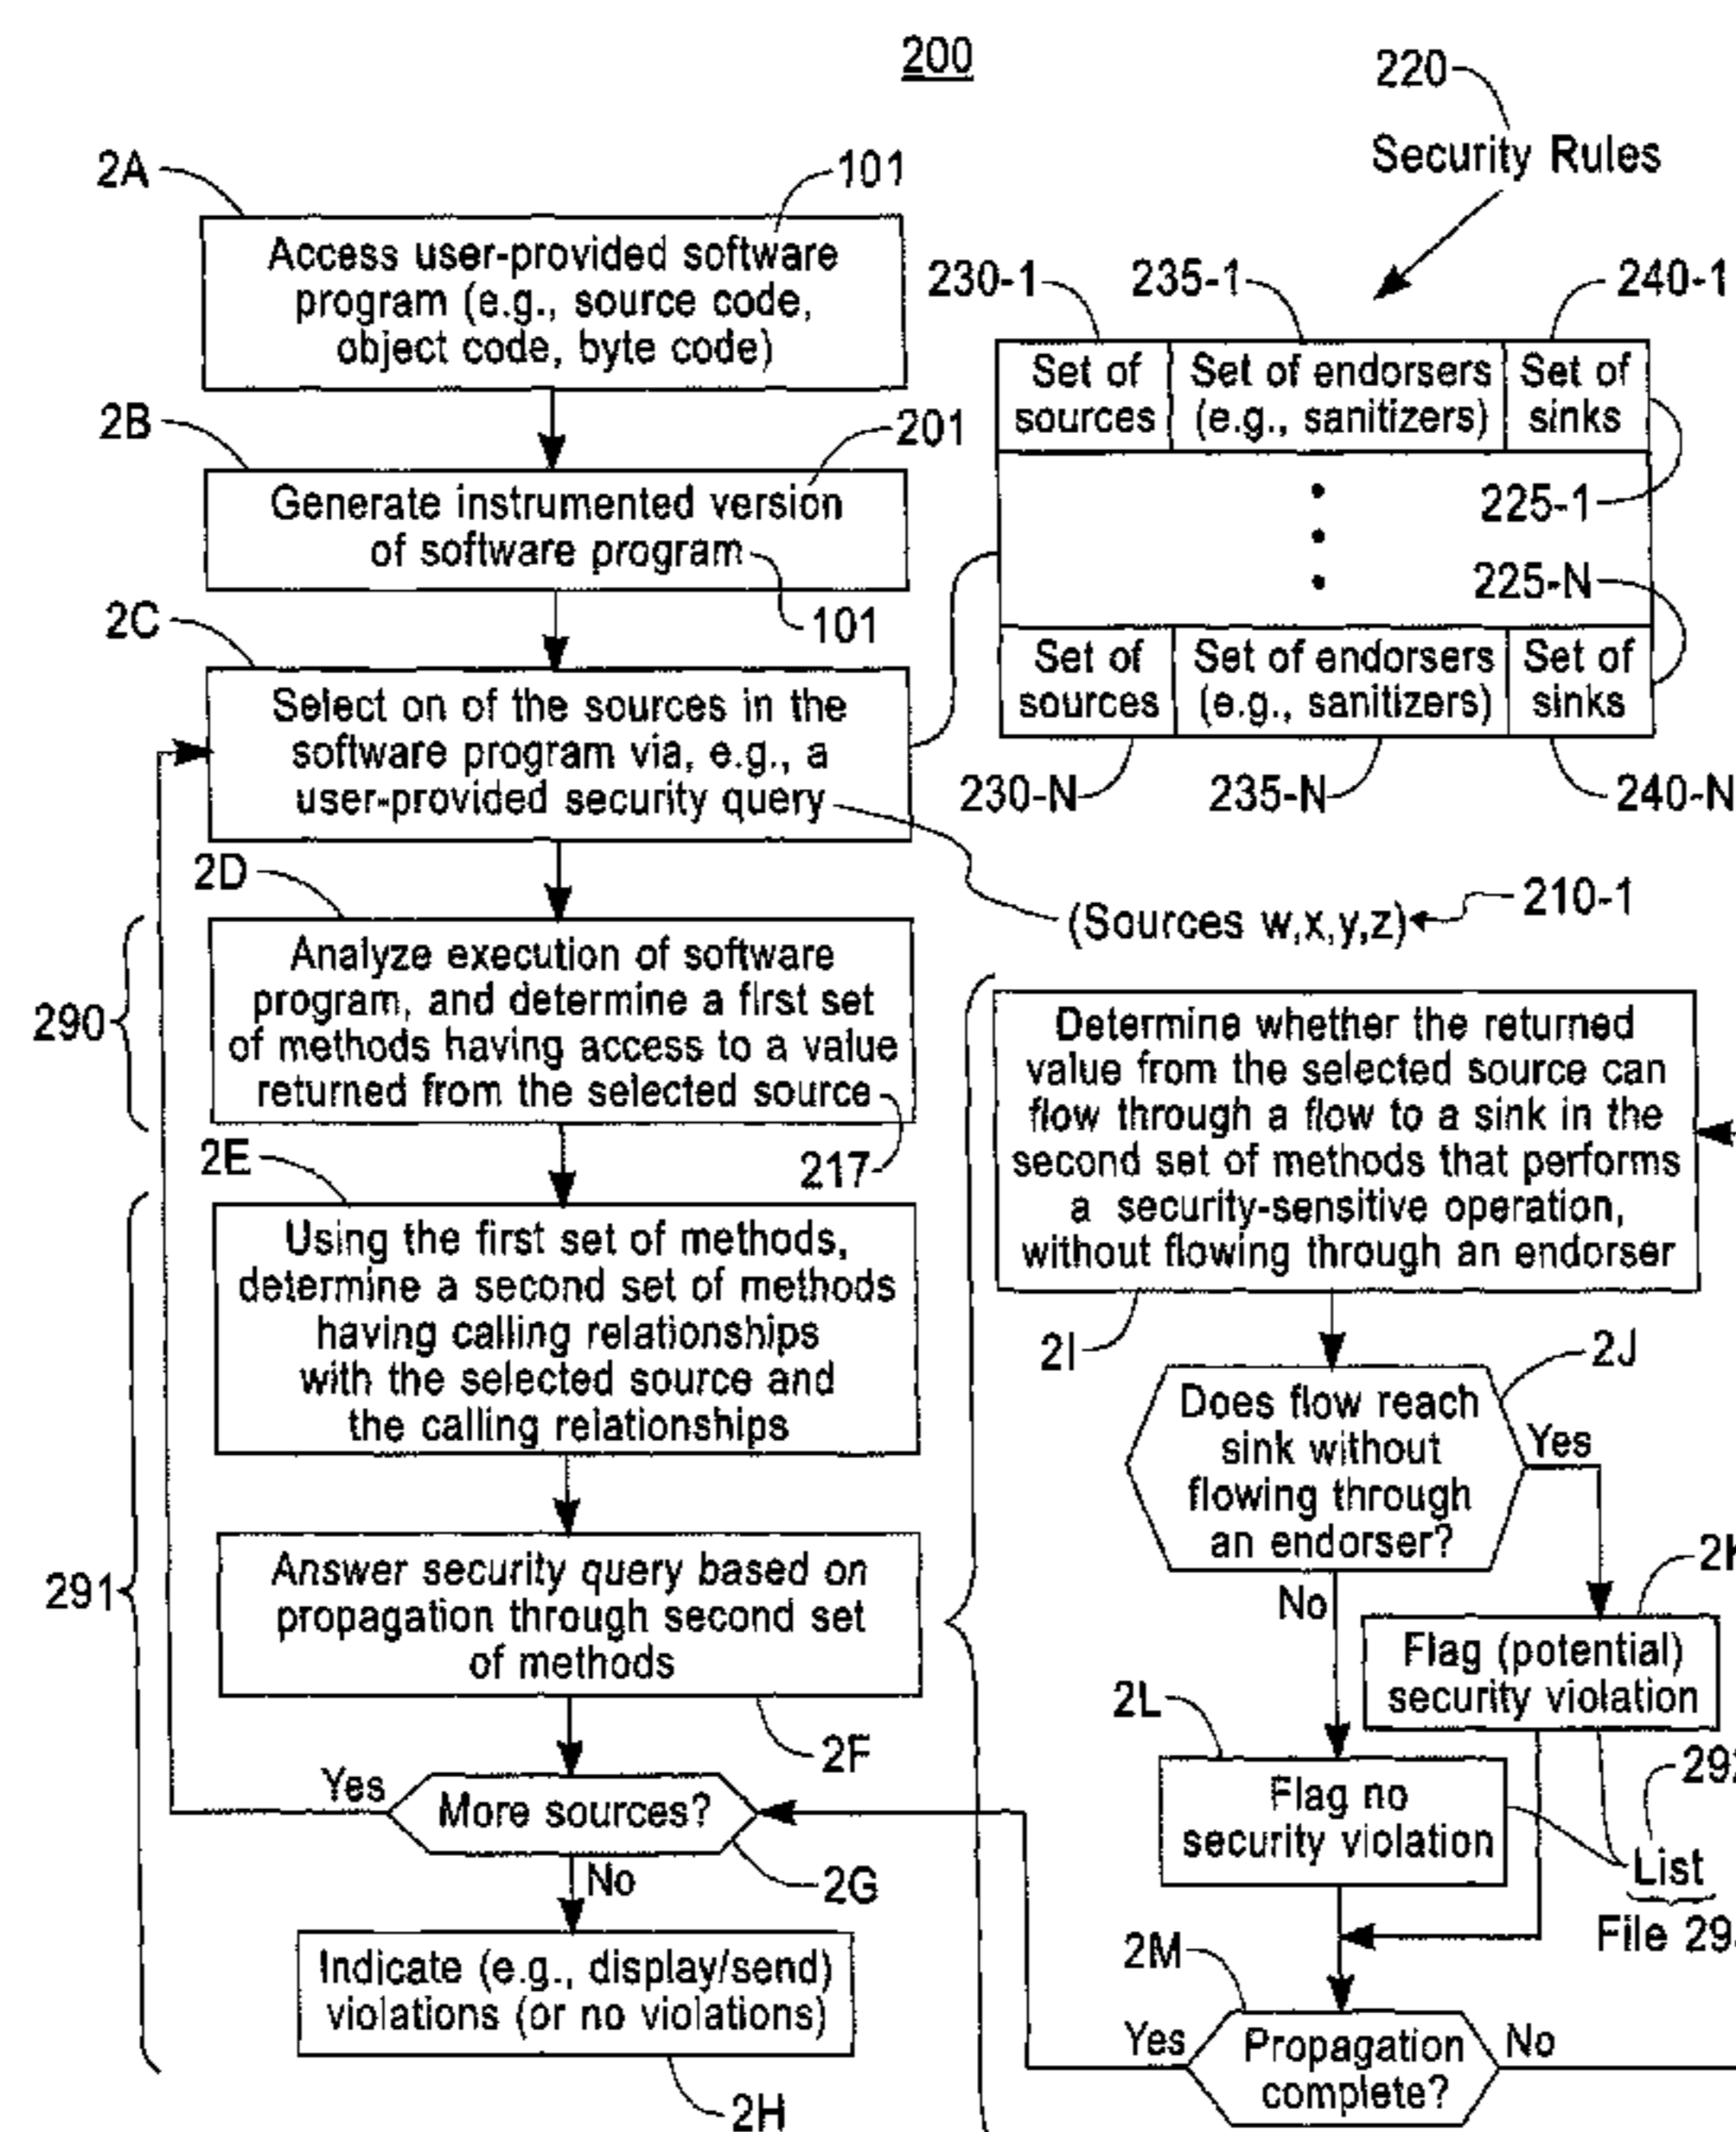 200
220
Security Rules
2A
101
Access user-provided software
program (e.g., source code,
object code, byte code)
2B
201
Generate instrumented version
of software program
101
2C
Select on of the sources in the
software program via, e.g., a
user-provided security query
230-1
235-1
240-1
Set of
sources
Set of endorsers
(e.g., sanitizers)
Set of
sinks
225-1
225-N
Set of
sources
Set of endorsers
(e.g., sanitizers)
Set of
sinks
230-N
235-N
240-N
(Sources w,x,y,z)
210-1
2D
290
Analyze execution of software
program, and determine a first set
of methods having access to a value
returned from the selected source
217
2E
291
Using the first set of methods,
determine a second set of methods
having calling relationships
with the selected source and
the calling relationships
Answer security query based on
propagation through second set
of methods
2F
Yes
More sources?
2G
No
Indicate (e.g., display/send)
violations (or no violations)
2H
Determine whether the returned
value from the selected source can
flow through a flow to a sink in the
second set of methods that performs
a security-sensitive operation,
without flowing through an endorser
2I
2J
Does flow reach
sink without
flowing through
an endorser?
Yes
No
Flag (potential)
security violation
2L
Flag no
security violation
List
File
2M
Yes
Propagation
complete?
No